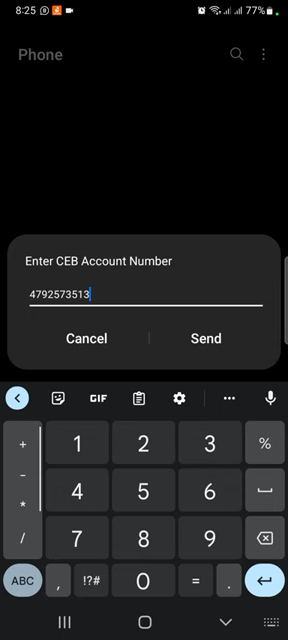 8:25
77%
Phone
Enter CEB Account Number
4792573513
Cancel
Send
GIF
+ 1 2 3 %
- 4 5 6
* 7 8 9
/
ABC , !?# 0 = .